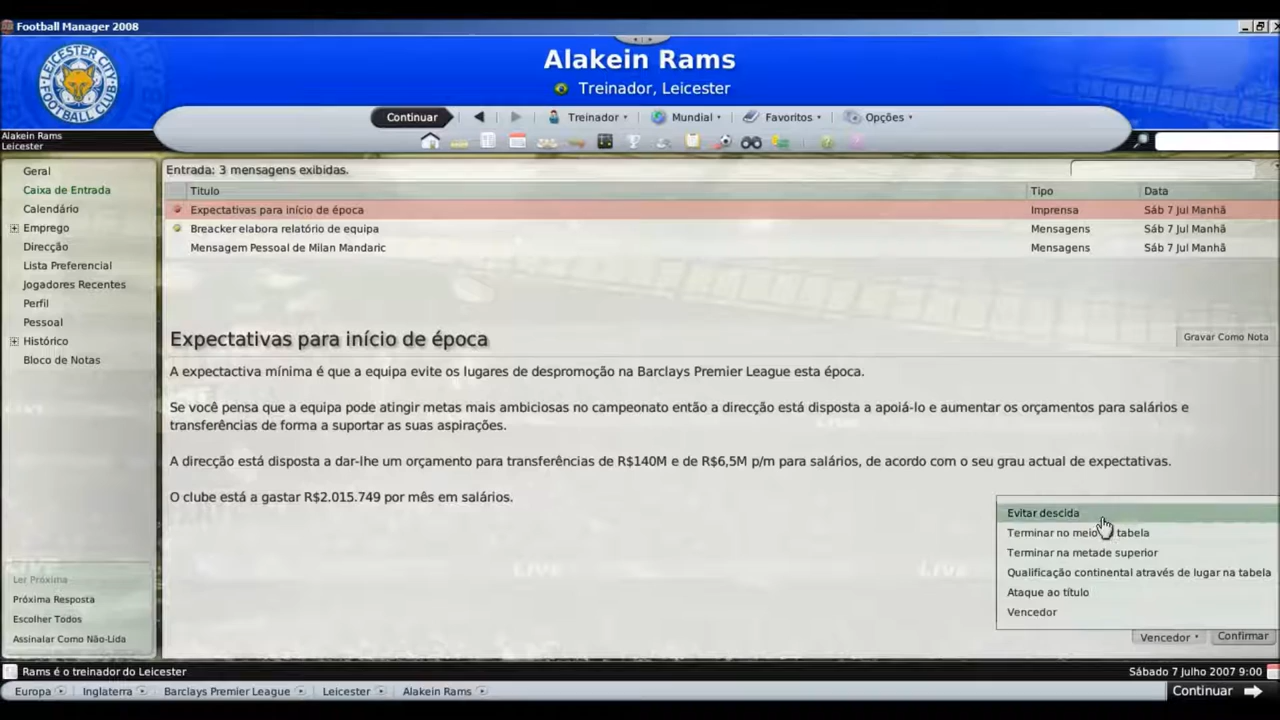 Football Manager 2008
LEICESTER CITY
FOOTBALL CLUB
Alakein Rams
Treinador, Leicester
Continuar
Treinador
Mundial
Favoritos
Opções
Alakein Rams
Leicester
Geral
Caixa de Entrada
Calendário
Emprego
Direcção
Lista Preferencial
Jogadores Recentes
Perfil
Pessoal
Histórico
Bloco de Notas
Ler Próxima
Próxima Resposta
Escolher Todos
Assinalar Como Não-Lida
Entrada: 3 mensagens exibidas.
Titulo Tipo Data
Expectativas para início de época Imprensa Sáb 7 Jul Manhã
Breacker elabora relatório de equipa Mensagens Sáb 7 Jul Manhã
Mensagem Pessoal de Milan Mandaric Mensagens Sáb 7 Jul Manhã
Expectativas para início de época
Gravar Como Nota
A expectactiva mínima é que a equipa evite os lugares de despromoção na Barclays Premier League esta época.
Se você pensa que a equipa pode atingir metas mais ambiciosas no campeonato então a direcção está disposta a apoiá-lo e aumentar os orçamentos para salários e
transferências de forma a suportar as suas aspirações.
A direcção está disposta a dar-lhe um orçamento para transferências de R$140M e de R$6,5M p/m para salários, de acordo com o seu grau actual de expectativas.
O clube está a gastar R$2.015.749 por mês em salários.
Evitar descida
Terminar no meio tabela
Terminar na metade superior
Qualificação continental através de lugar na tabela
Ataque ao título
Vencedor
Vencedor
Confirmar
LIVE
LIVE
Rams é o treinador do Leicester
Sábado 7 Julho 2007 9:00
Europa
Inglaterra
Barclays Premier League
Leicester
Alakein Rams
Continuar